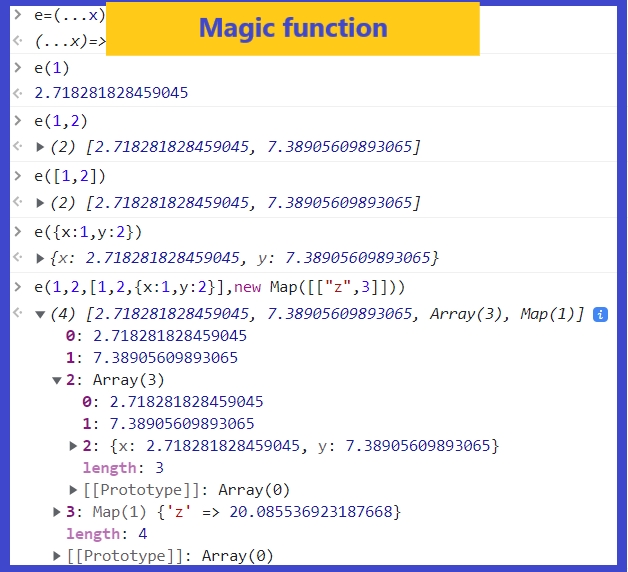 > e=(...x)
Magic function
<· (...x)=>
> e(1)
<· 2.718281828459045
> e(1,2)
<· ▶(2) [2.718281828459045, 7.38905609893065]
> e([1,2])
<· ▶(2) [2.718281828459045, 7.38905609893065]
> e({x:1,y:2})
<· ▶{x: 2.718281828459045, y: 7.38905609893065}
> e(1,2,[1,2,{x:1,y:2}],new Map([["z",3]]))
<· ▼(4) [2.718281828459045, 7.38905609893065, Array(3), Map(1)] i
0: 2.718281828459045
1: 7.38905609893065
▼2: Array(3)
0: 2.718281828459045
1: 7.38905609893065
▶2: {x: 2.718281828459045, y: 7.38905609893065}
length: 3
▶[[Prototype]]: Array(0)
▶3: Map(1) {'z' => 20.085536923187668}
length: 4
▶[[Prototype]]: Array(0)